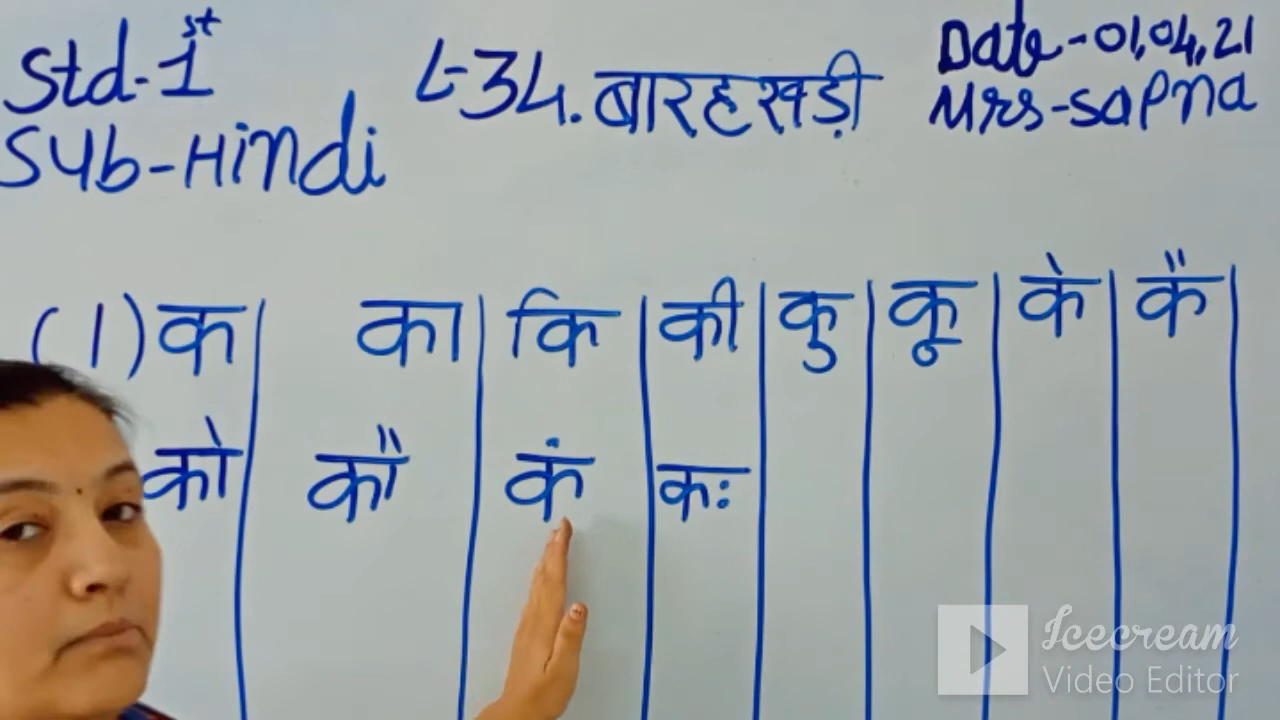 Std-1st L-34. बारहखड़ी Date-01,04,21
Sub-Hindi Mrs-Sapna
(1) क का कि की कु कू के कै
को कौ कं कः
Icecream
Video Editor